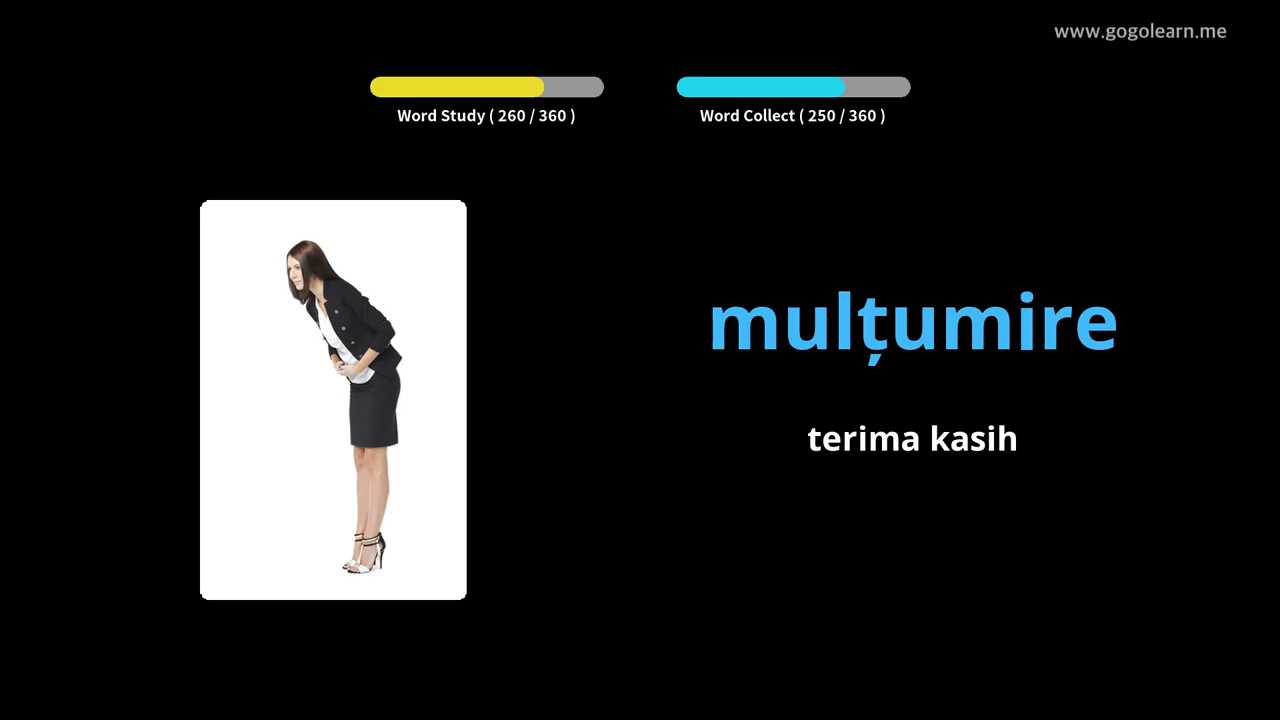 www.gogolearn.me
Word Study ( 260 / 360 )
Word Collect ( 250 / 360 )
mulțumire
terima kasih